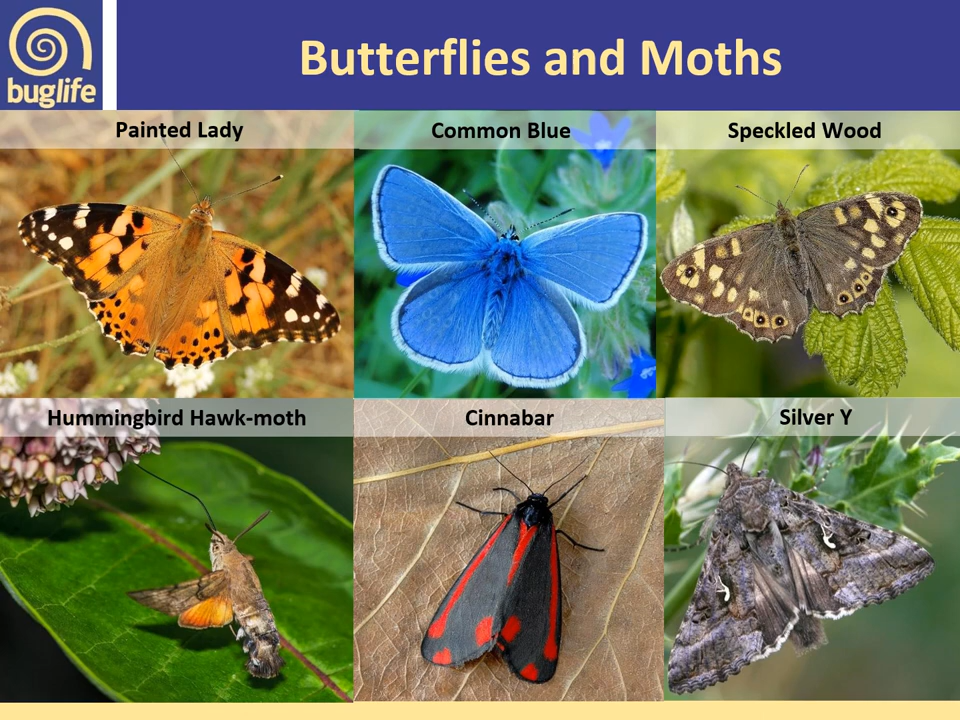 buglife
Butterflies and Moths
Painted Lady
Common Blue
Speckled Wood
Hummingbird Hawk-moth
Cinnabar
Silver Y